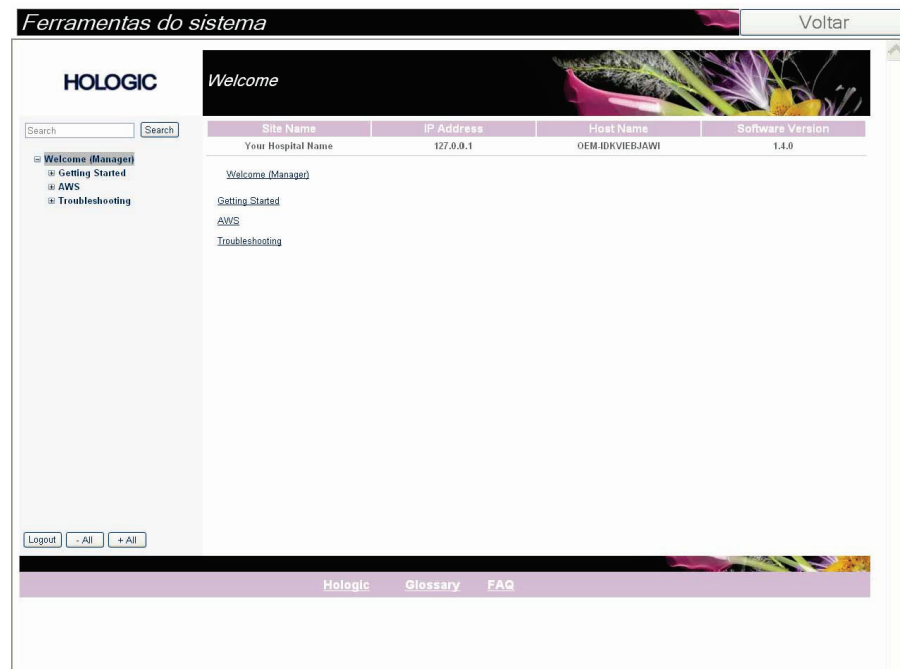 Ferramentas do sistema
Voltar
HOLOGIC
Welcome
Search Search
Site Name IP Address Host Name Software Version
Your Hospital Name 127.0.0.1 OEM-IDKVIEBJAWI 1.4.0
Welcome (Manager)
Getting Started
AWS
Troubleshooting
Welcome (Manager)
Getting Started
AWS
Troubleshooting
Logout - All + All
Hologic Glossary FAQ